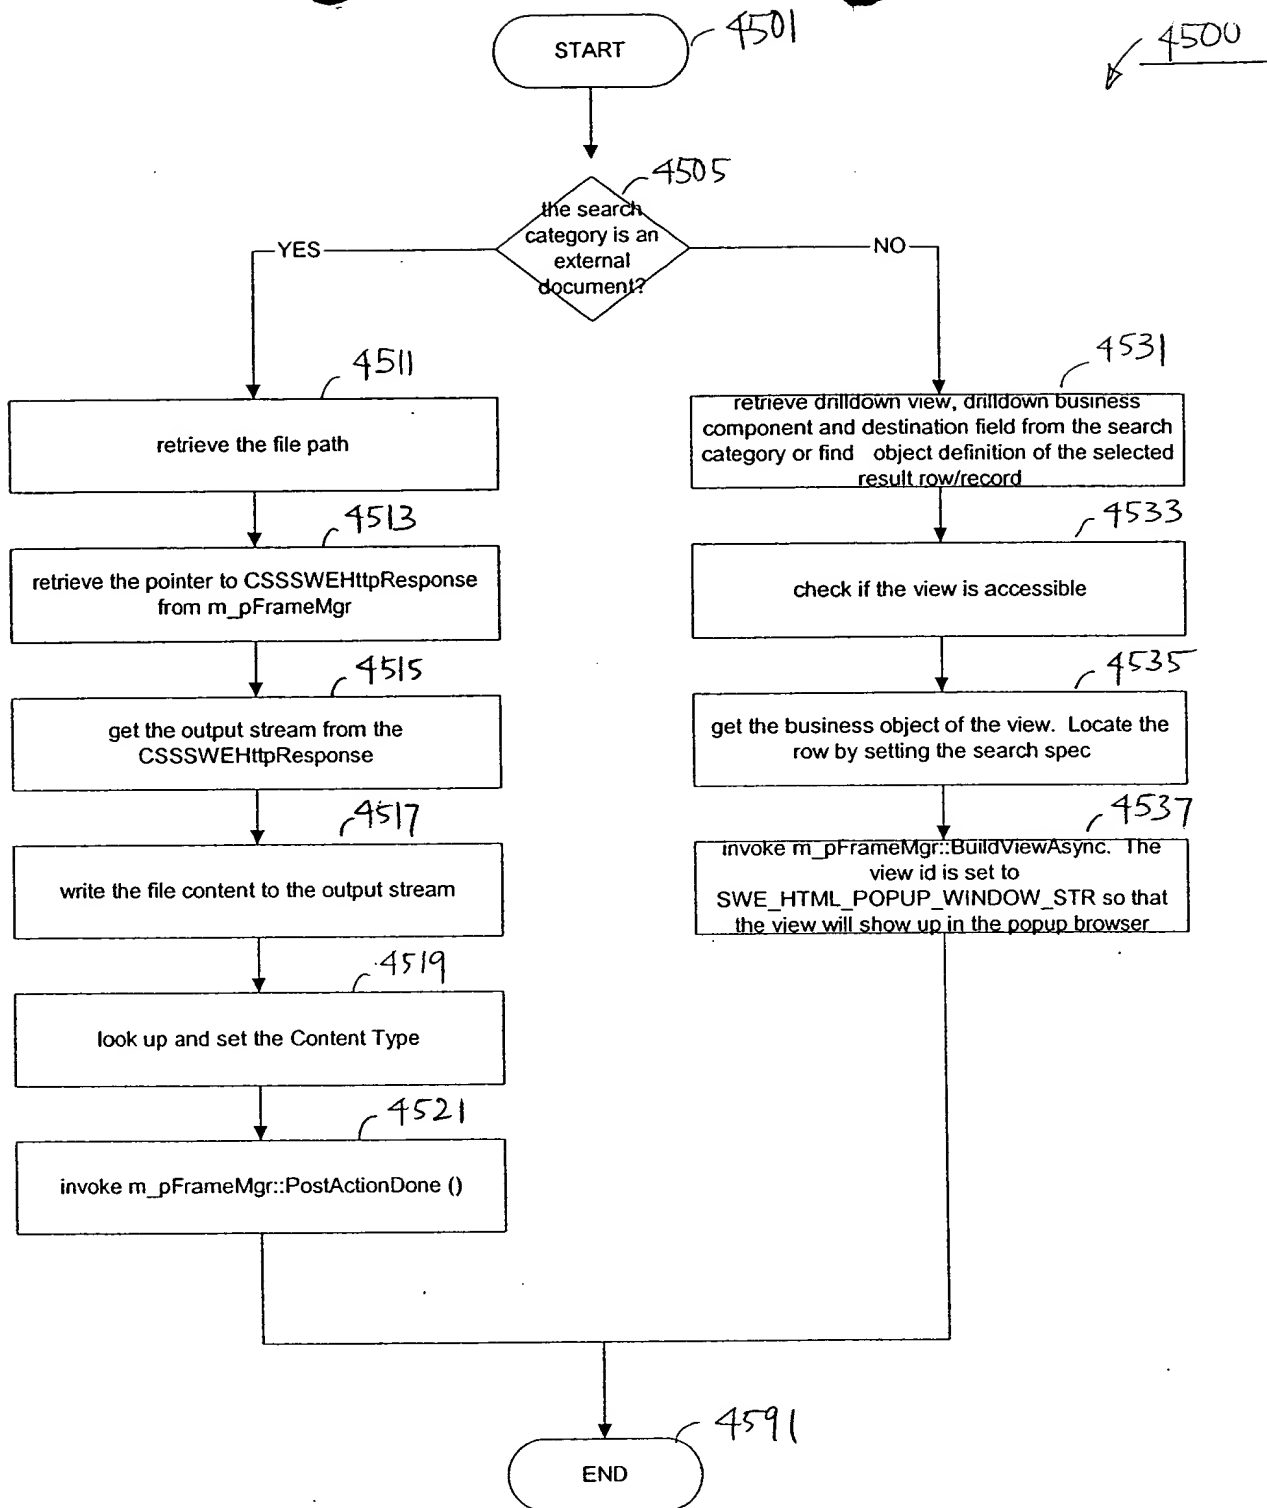 START
4501
4500
4505
the search
category is an
external
document?
YES
NO
4511
retrieve the file path
4513
retrieve the pointer to CSSSWEHttpResponse
from m_pFrameMgr
4515
get the output stream from the
CSSSWEHttpResponse
4517
write the file content to the output stream
4519
look up and set the Content Type
4521
invoke m_pFrameMgr::PostActionDone ()
4531
retrieve drilldown view, drilldown business
component and destination field from the search
category or find object definition of the selected
result row/record
4533
check if the view is accessible
4535
get the business object of the view. Locate the
row by setting the search spec
4537
invoke m_pFrameMgr::BuildViewAsync. The
view id is set to
SWE_HTML_POPUP_WINDOW_STR so that
the view will show up in the popup browser
4591
END